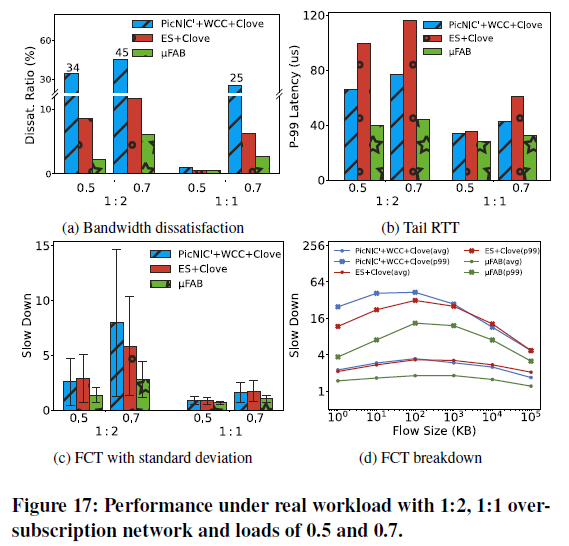 60
30
10
0
Dissat. Ratio (%)
34
45
25
PicNIC'+WCC+Clove
ES+Clove
μFAB
0.5
0.7
0.5
0.7
1:2
1:1
(a) Bandwidth dissatisfaction
120
80
40
0
P-99 Latency (us)
PicNIC'+WCC+Clove
ES+Clove
μFAB
0.5
0.7
0.5
0.7
1:2
1:1
(b) Tail RTT
15
10
5
0
Slow Down
PicNIC'+WCC+Clove
ES+Clove
μFAB
0.5
0.7
0.5
0.7
1:2
1:1
(c) FCT with standard deviation
256
64
16
4
1
Slow Down
PicNIC'+WCC+Clove(avg)
PicNIC'+WCC+Clove(p99)
ES+Clove(avg)
ES+Clove(p99)
μFAB(avg)
μFAB(p99)
10⁰ 10¹ 10² 10³ 10⁴ 10⁵
Flow Size (KB)
(d) FCT breakdown
Figure 17: Performance under real workload with 1:2, 1:1 over-
subscription network and loads of 0.5 and 0.7.